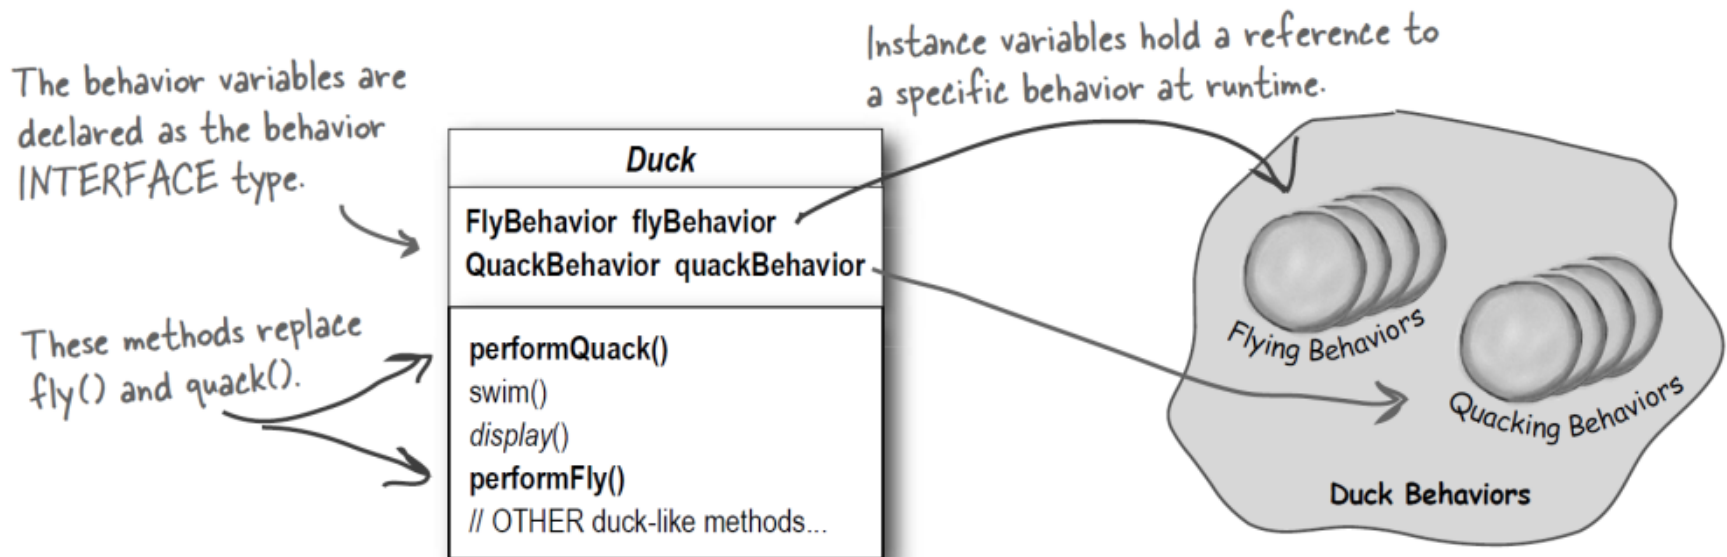 The behavior variables are
declared as the behavior
INTERFACE type.
These methods replace
fly() and quack().
Duck
FlyBehavior flyBehavior
QuackBehavior quackBehavior
performQuack()
swim()
display()
performFly()
// OTHER duck-like methods...
Instance variables hold a reference to
a specific behavior at runtime.
Flying Behaviors
Quacking Behaviors
Duck Behaviors